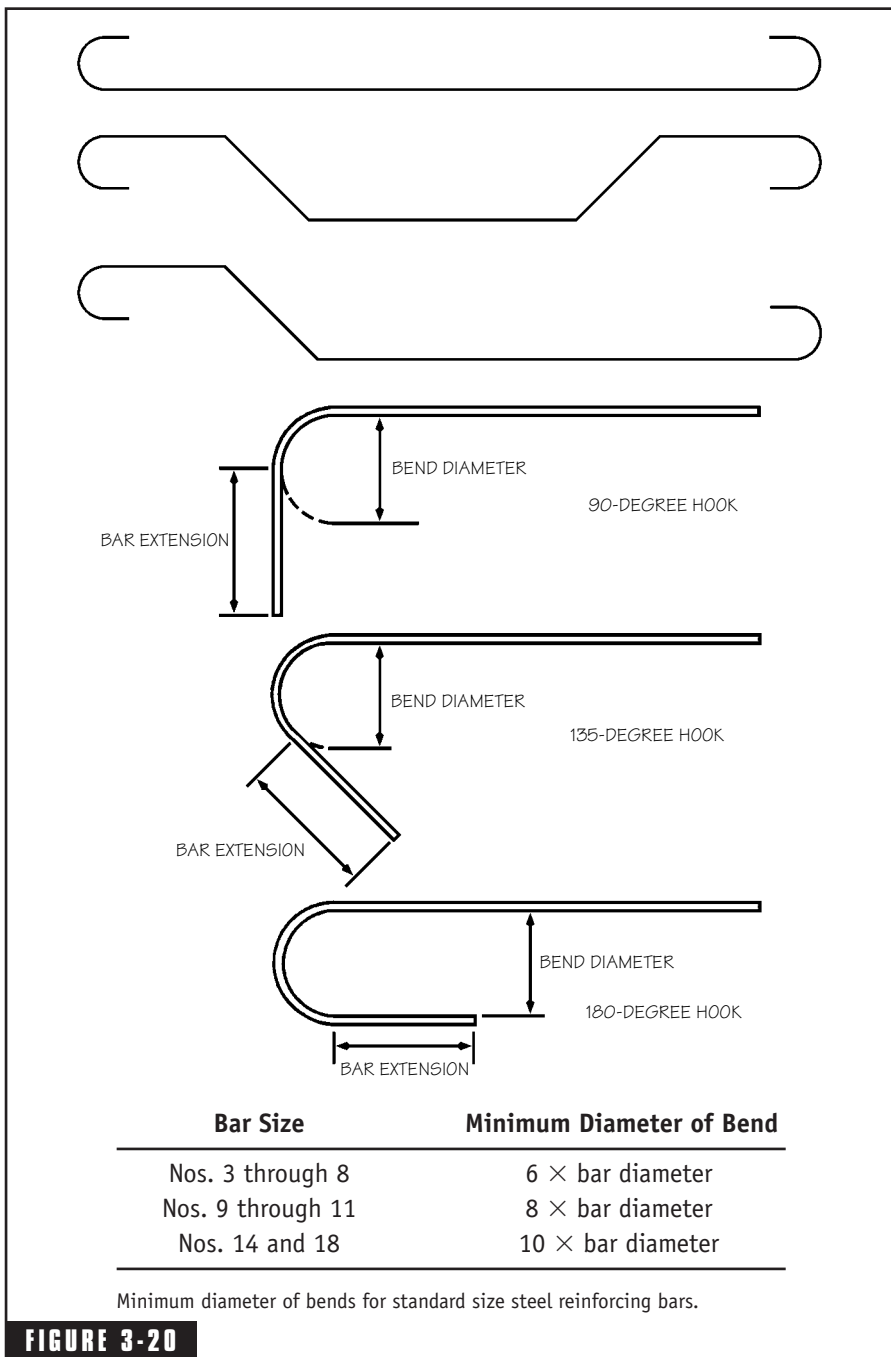 BEND DIAMETER
90-DEGREE HOOK
BAR EXTENSION
BEND DIAMETER
135-DEGREE HOOK
BAR EXTENSION
BEND DIAMETER
180-DEGREE HOOK
BAR EXTENSION
Bar Size Minimum Diameter of Bend
Nos. 3 through 8 6 × bar diameter
Nos. 9 through 11 8 × bar diameter
Nos. 14 and 18 10 × bar diameter
Minimum diameter of bends for standard size steel reinforcing bars.
FIGURE 3-20